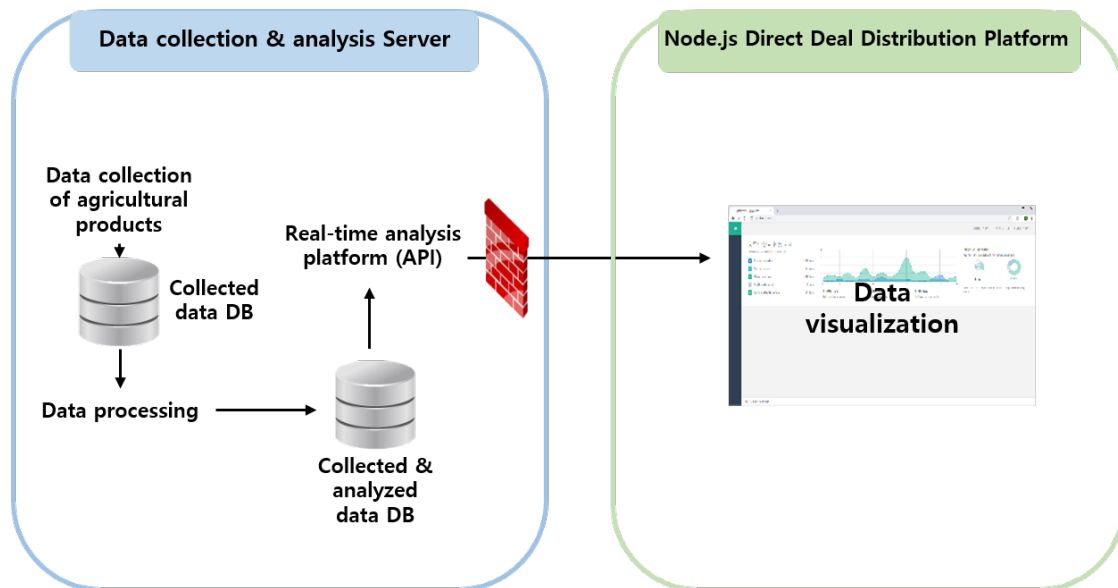 Data collection & analysis Server
Node.js Direct Deal Distribution Platform
Data collection
of agricultural
products
Collected
data DB
Data processing
Collected &
analyzed
data DB
Real-time analysis
platform (API)
Data
visualization